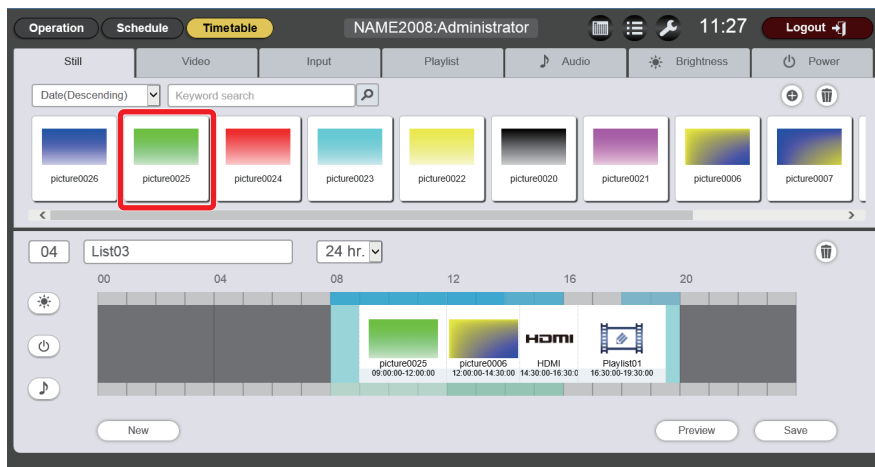 Operation Schedule Timetable NAME2008:Administrator 11:27 Logout
Still Video Input Playlist Audio Brightness Power
Date(Descending) Keyword search
picture0026 picture0025 picture0024 picture0023 picture0022 picture0020 picture0021 picture0006 picture0007
04 List03 24 hr.
00 04 08 12 16 20
HDMI
picture0025 picture0006 HDMI Playlist01
09:00:00-12:00:00 12:00:00-14:30:00 14:30:00-16:30:0 16:30:00-19:30:00
New Preview Save